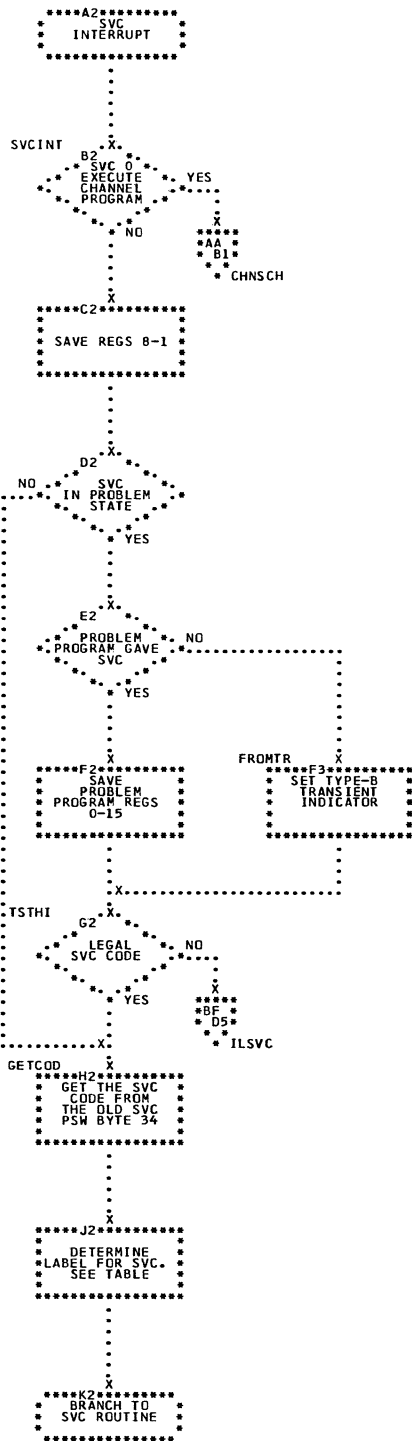 A2
SVC
INTERRUPT
SVCINT
B2
SVC 0
EXECUTE
CHANNEL
PROGRAM
YES
NO
AA
B1
CHNSCH
C2
SAVE REGS 8-1
D2
SVC
IN PROBLEM
STATE
NO
YES
E2
PROBLEM
PROGRAM GAVE
SVC
NO
YES
F2
SAVE
PROBLEM
PROGRAM REGS
0-15
FROMTR
F3
SET TYPE-B
TRANSIENT
INDICATOR
TSTHI
G2
LEGAL
SVC CODE
NO
YES
BF
D5
ILSVC
GETCOD
H2
GET THE SVC
CODE FROM
THE OLD SVC
PSW BYTE 34
J2
DETERMINE
LABEL FOR SVC.
SEE TABLE
K2
BRANCH TO
SVC ROUTINE